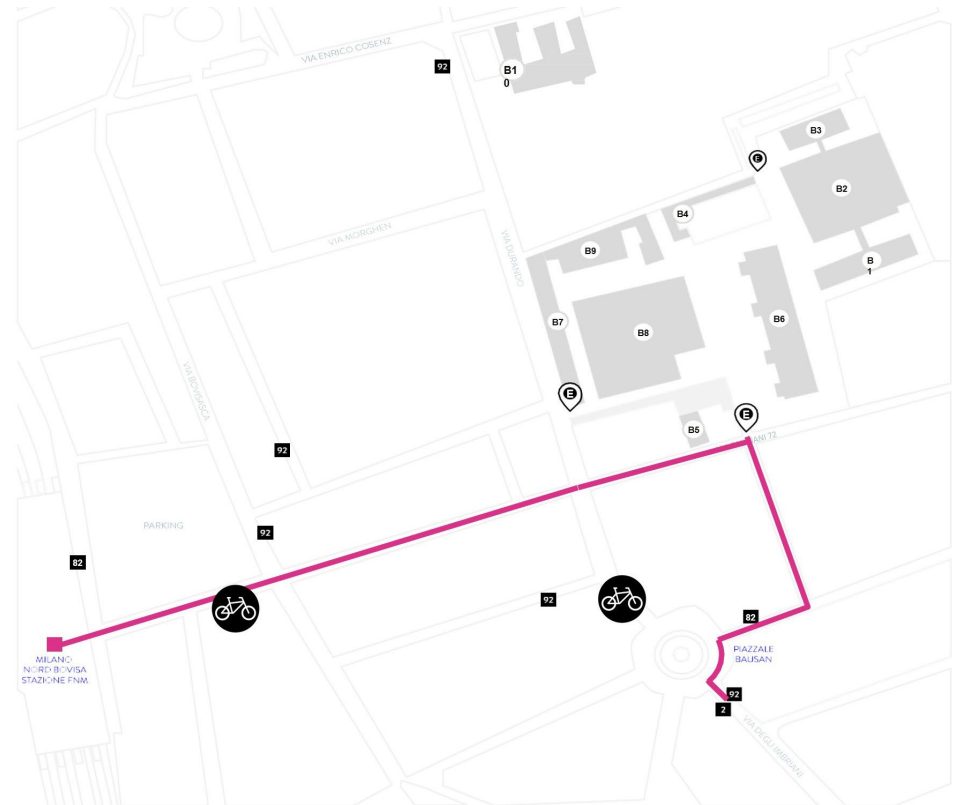 VIA ENRICO COSENZ
92
B1
0
B3
E
B2
B4
VIA MORGHEN
VIA DURANDO
B9
B
1
B7
B8
B6
VIA BOVISASCA
E
E
B5
ANI 72
92
PARKING
92
82
92
82
MILANO
NORD BOVISA
STAZIONE FNM
PIAZZALE
BAUSAN
92
2
VIA DEGLI IMBRIANI